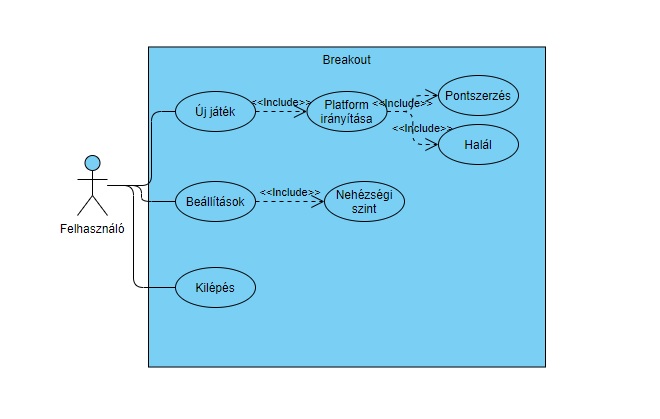 Breakout
Új játék
<<Include>>
Platform
irányítása
<<Include>>
Pontszerzés
<<Include>>
Halál
Felhasználó
Beállítások
<<Include>>
Nehézségi
szint
Kilépés